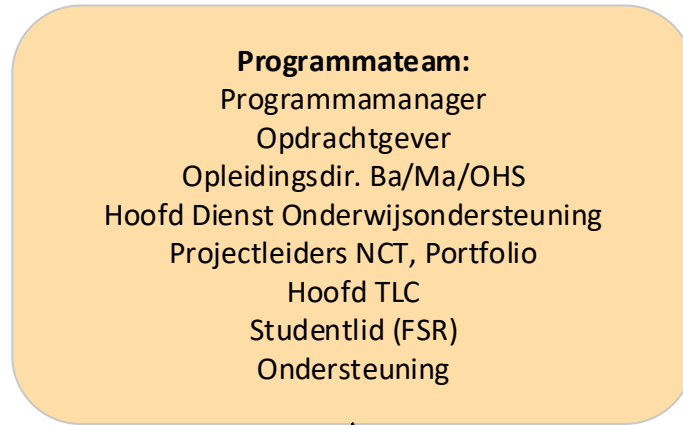 Programmateam:
Programmamanager
Opdrachtgever
Opleidingsdir. Ba/Ma/OHS
Hoofd Dienst Onderwijsondersteuning
Projectleiders NCT, Portfolio
Hoofd TLC
Studentlid (FSR)
Ondersteuning